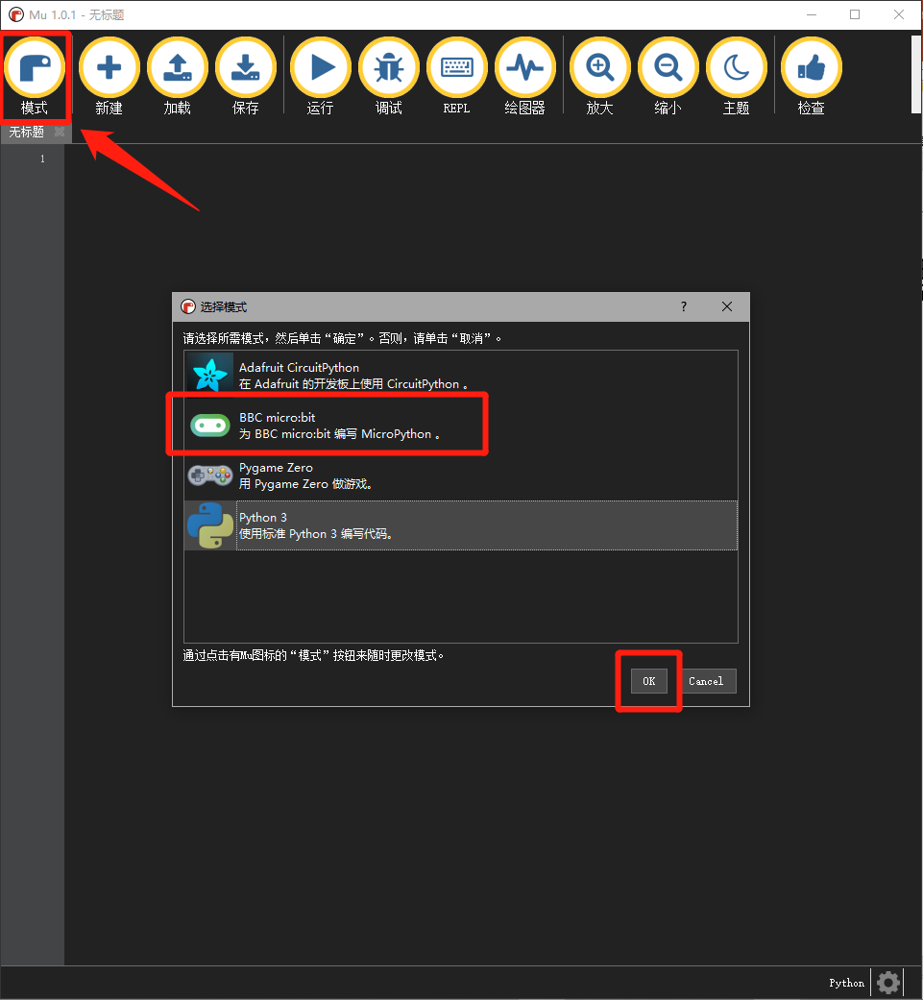 Mu 1.0.1 - 无标题
模式 新建 加载 保存 运行 调试 REPL 绘图器 放大 缩小 主题 检查
无标题
1
选择模式 ?
请选择所需模式，然后单击“确定”。否则，请单击“取消”。
Adafruit CircuitPython
在 Adafruit 的开发板上使用 CircuitPython 。
BBC micro:bit
为 BBC micro:bit 编写 MicroPython 。
Pygame Zero
用 Pygame Zero 做游戏。
Python 3
使用标准 Python 3 编写代码。
通过点击有Mu图标的“模式”按钮来随时更改模式。
OK Cancel
Python